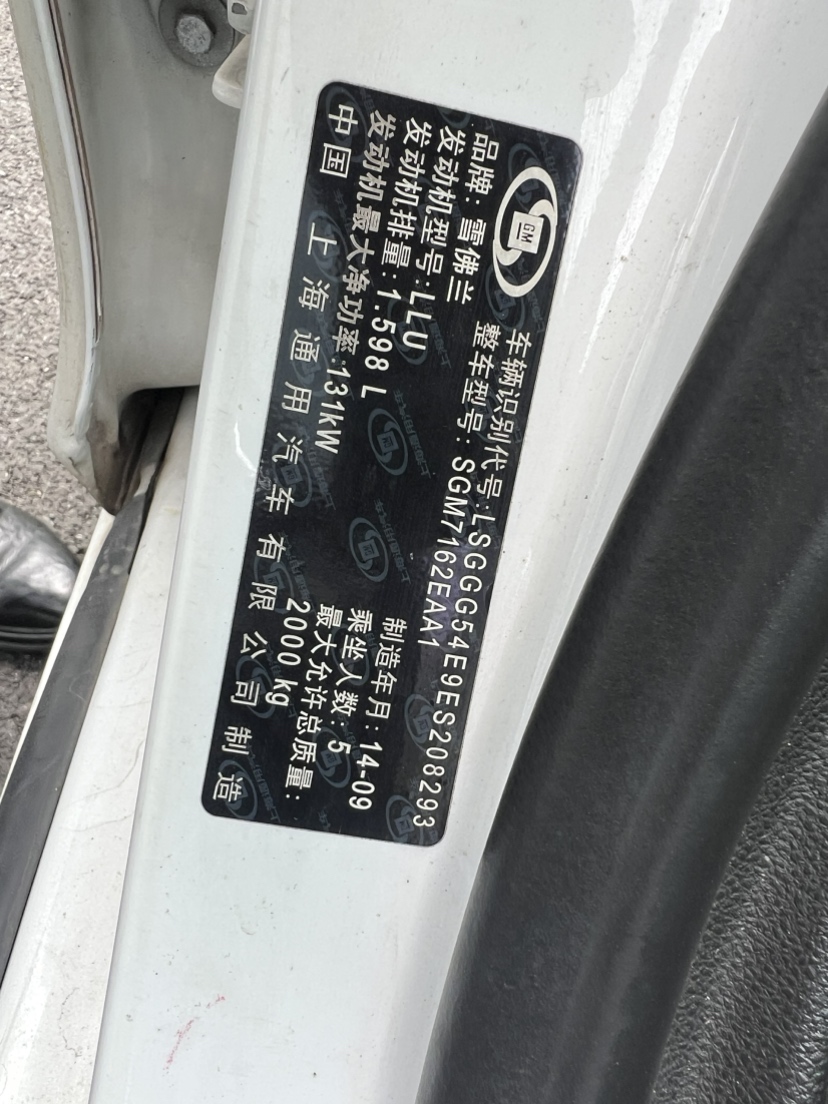 GM
车辆识别代号:LSGGG54E9ES208293
品牌:雪佛兰 整车型号:SGM7162EAA1
发动机型号:LLU
发动机排量:1.598 L 制造年月:14-09
发动机最大净功率:131kW 乘坐人数:5
最大允许总质量:
2000 kg
中国 上海通用汽车有限公司制造